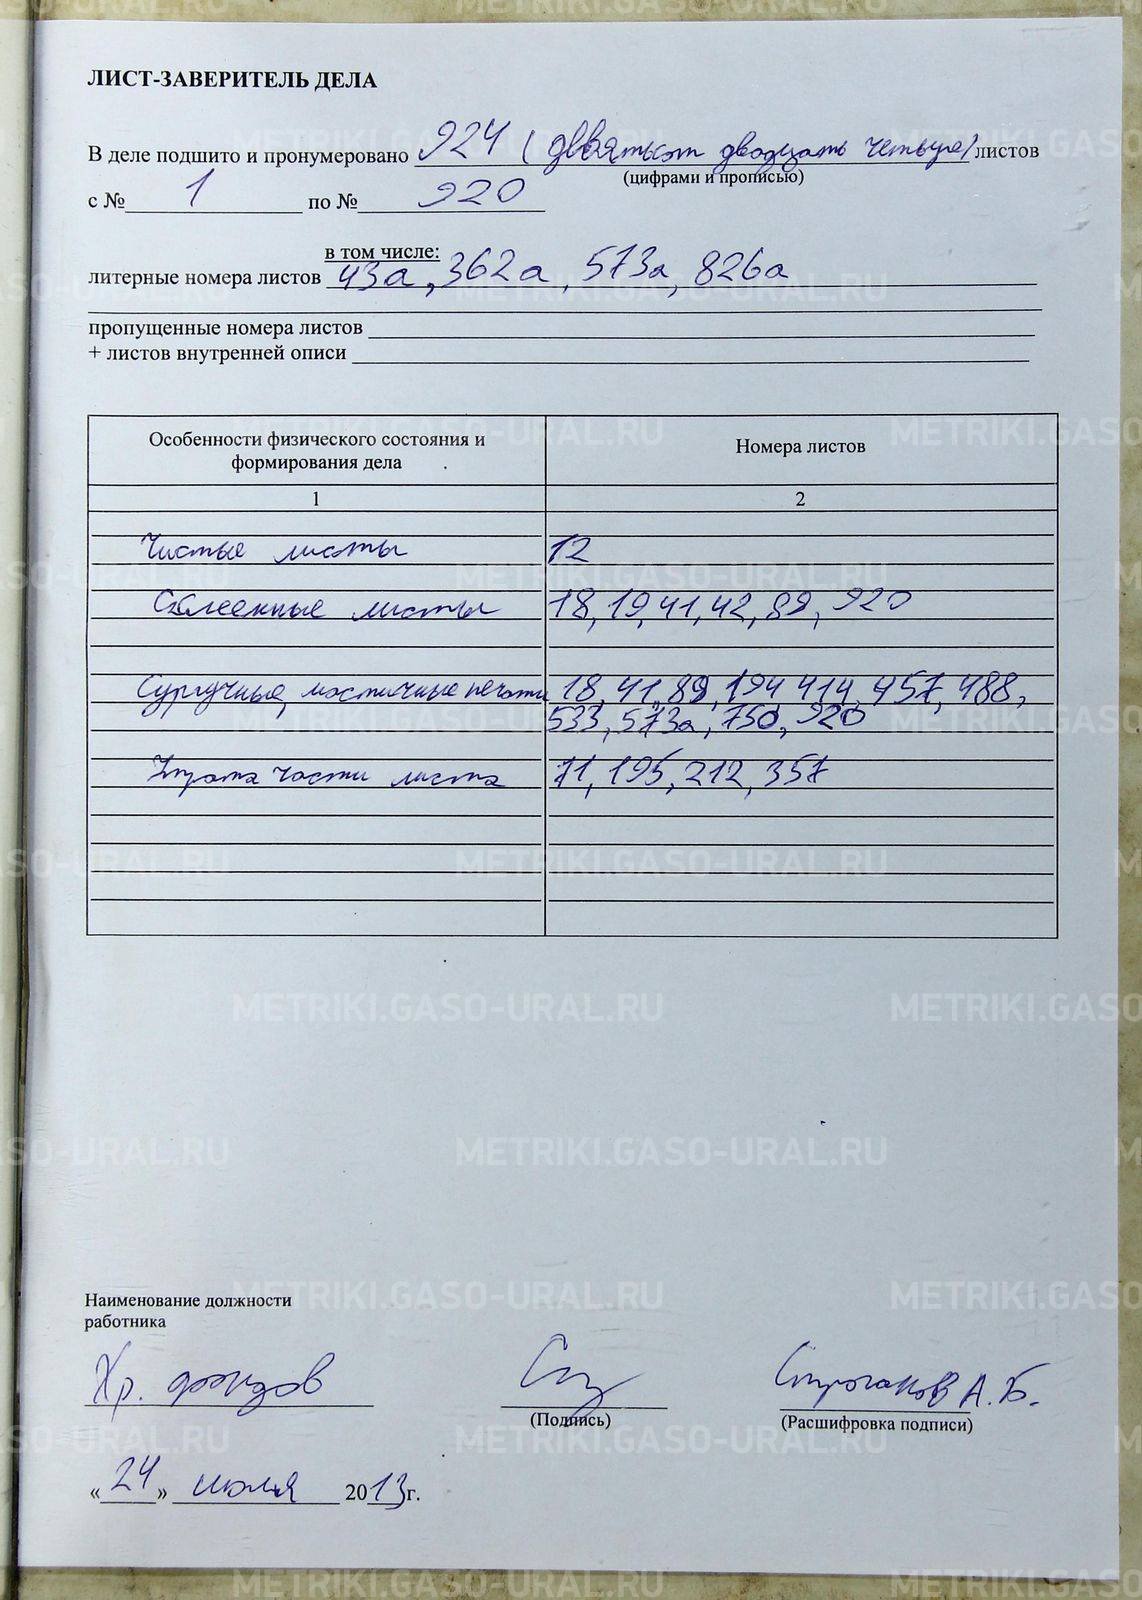 ЛИСТ-ЗАВЕРИТЕЛЬ ДЕЛА
В деле подшито и пронумеровано 924 (девятьсот двадцать четыре) листов
(цифрами и прописью)
с № 1 по № 920
в том числе:
литерные номера листов 43а, 362а, 573а, 826а
пропущенные номера листов
+ листов внутренней описи
Особенности физического состояния и формирования дела
Номера листов
1 2
Чистые листы 12
Склеенные листы 18, 19, 41, 42, 89, 920
Сургучные, мастичные печати 18, 41, 89, 194, 414, 457, 488,
533, 573а, 750, 920
Утрата части листа 71, 195, 212, 357
Наименование должности
работника
Хр. фондов Строганов А.Б.
(Подпись) (Расшифровка подписи)
«24» июля 2013г.
METRIKI.GASO-URAL.RU